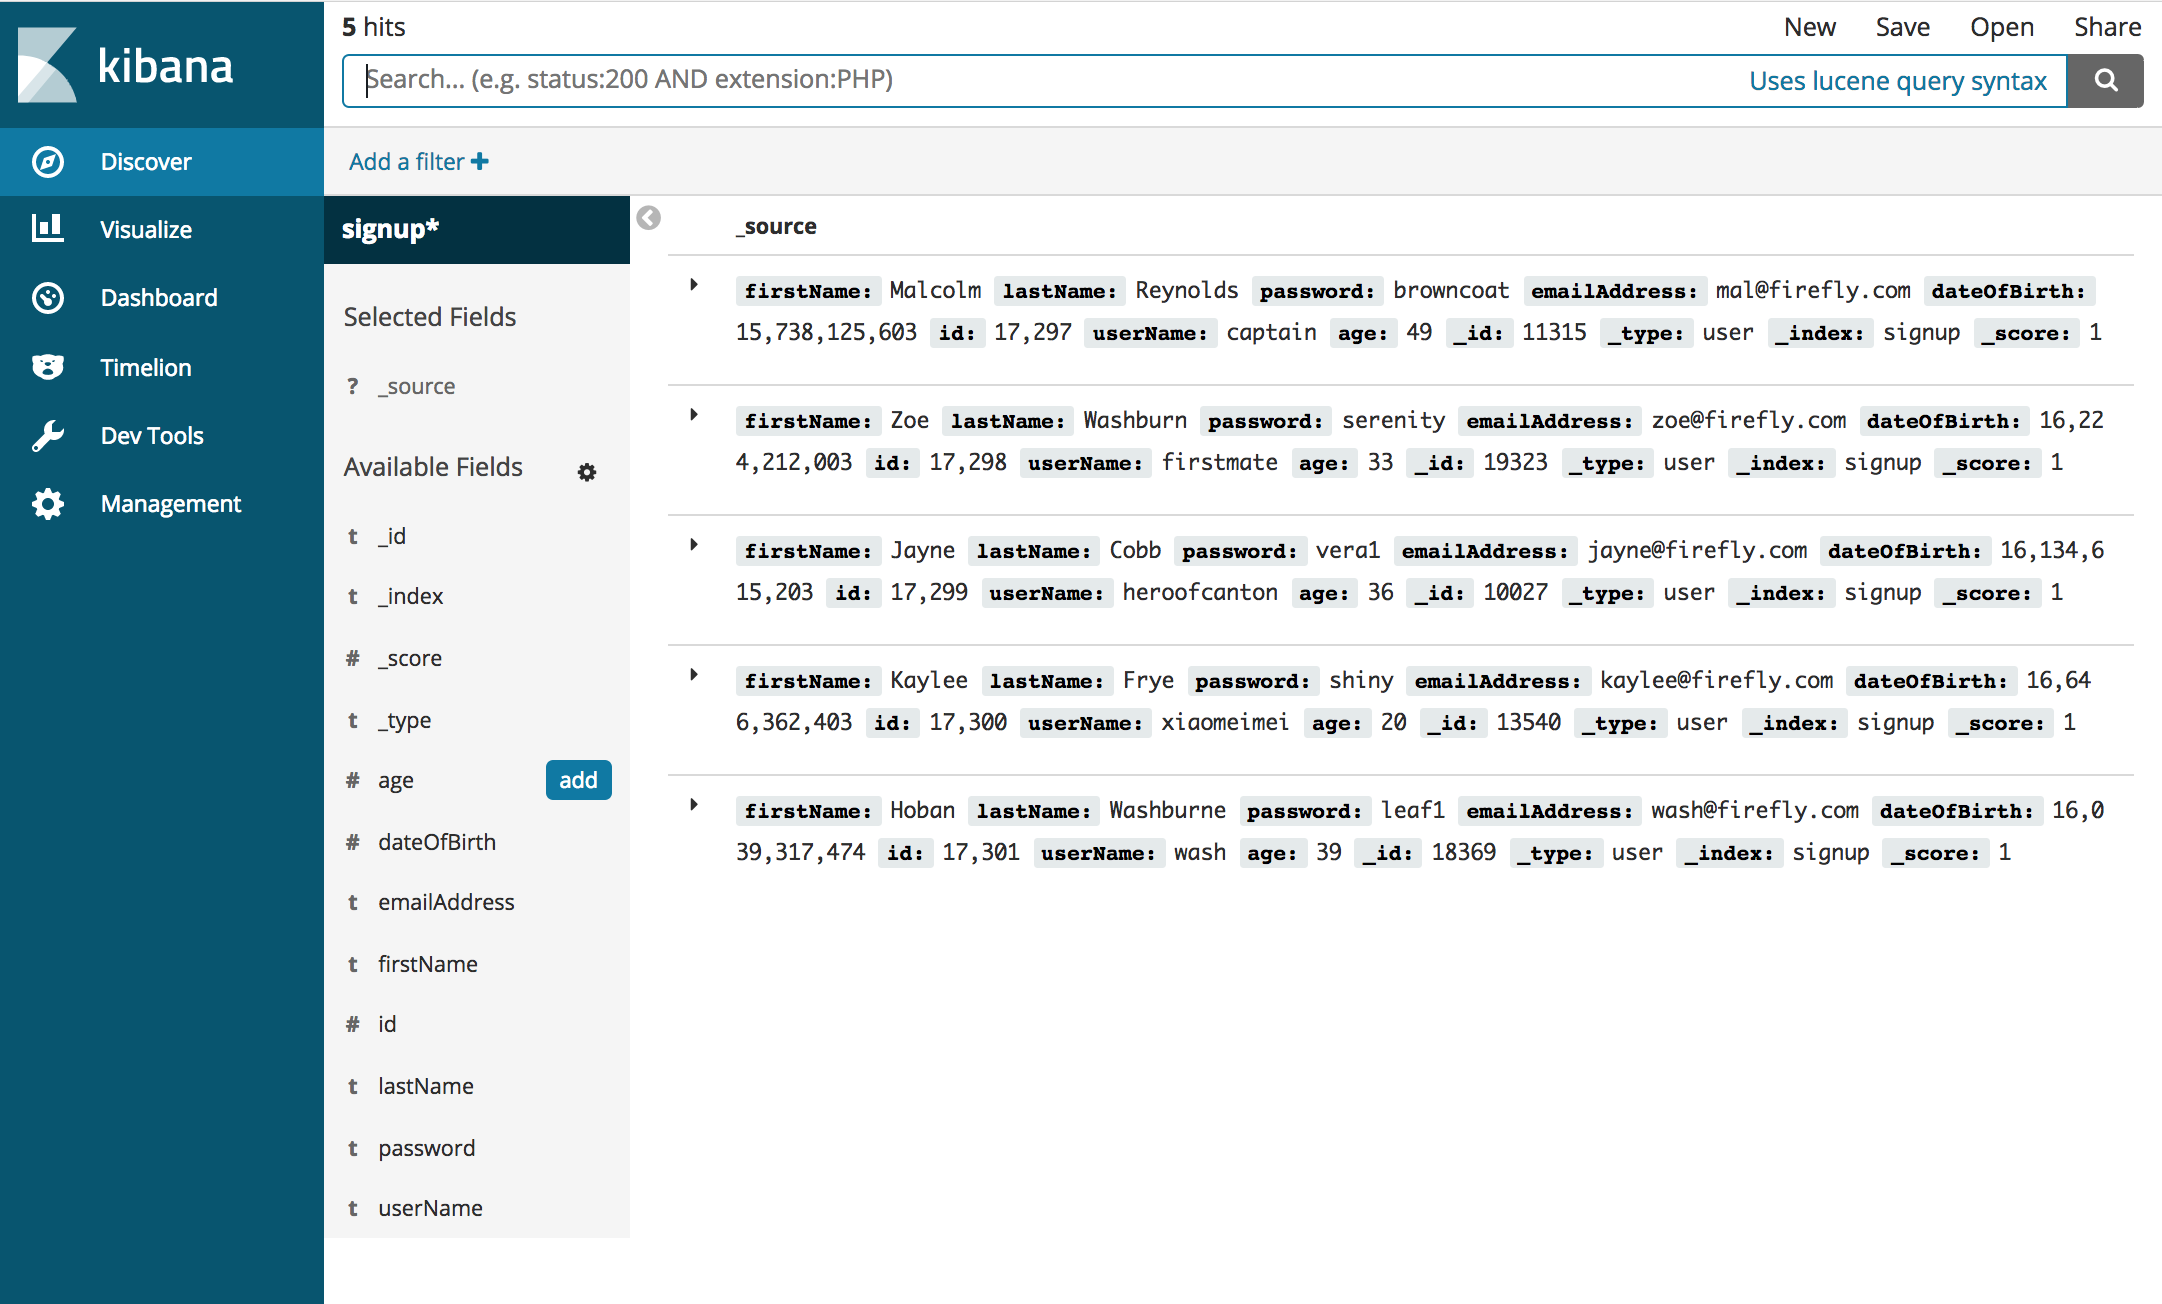 kibana
Discover
Visualize
Dashboard
Timelion
Dev Tools
Management
5 hits
New Save Open Share
Search... (e.g. status:200 AND extension:PHP) Uses lucene query syntax
Add a filter +
signup*
Selected Fields
? _source
Available Fields
t _id
t _index
# _score
t _type
# age add
# dateOfBirth
t emailAddress
t firstName
# id
t lastName
t password
t userName
_source
firstName: Malcolm lastName: Reynolds password: browncoat emailAddress: mal@firefly.com dateOfBirth:
15,738,125,603 id: 17,297 userName: captain age: 49 _id: 11315 _type: user _index: signup _score: 1
firstName: Zoe lastName: Washburn password: serenity emailAddress: zoe@firefly.com dateOfBirth: 16,22
4,212,003 id: 17,298 userName: firstmate age: 33 _id: 19323 _type: user _index: signup _score: 1
firstName: Jayne lastName: Cobb password: vera1 emailAddress: jayne@firefly.com dateOfBirth: 16,134,6
15,203 id: 17,299 userName: heroofcanton age: 36 _id: 10027 _type: user _index: signup _score: 1
firstName: Kaylee lastName: Frye password: shiny emailAddress: kaylee@firefly.com dateOfBirth: 16,64
6,362,403 id: 17,300 userName: xiaomeimei age: 20 _id: 13540 _type: user _index: signup _score: 1
firstName: Hoban lastName: Washburne password: leaf1 emailAddress: wash@firefly.com dateOfBirth: 16,0
39,317,474 id: 17,301 userName: wash age: 39 _id: 18369 _type: user _index: signup _score: 1